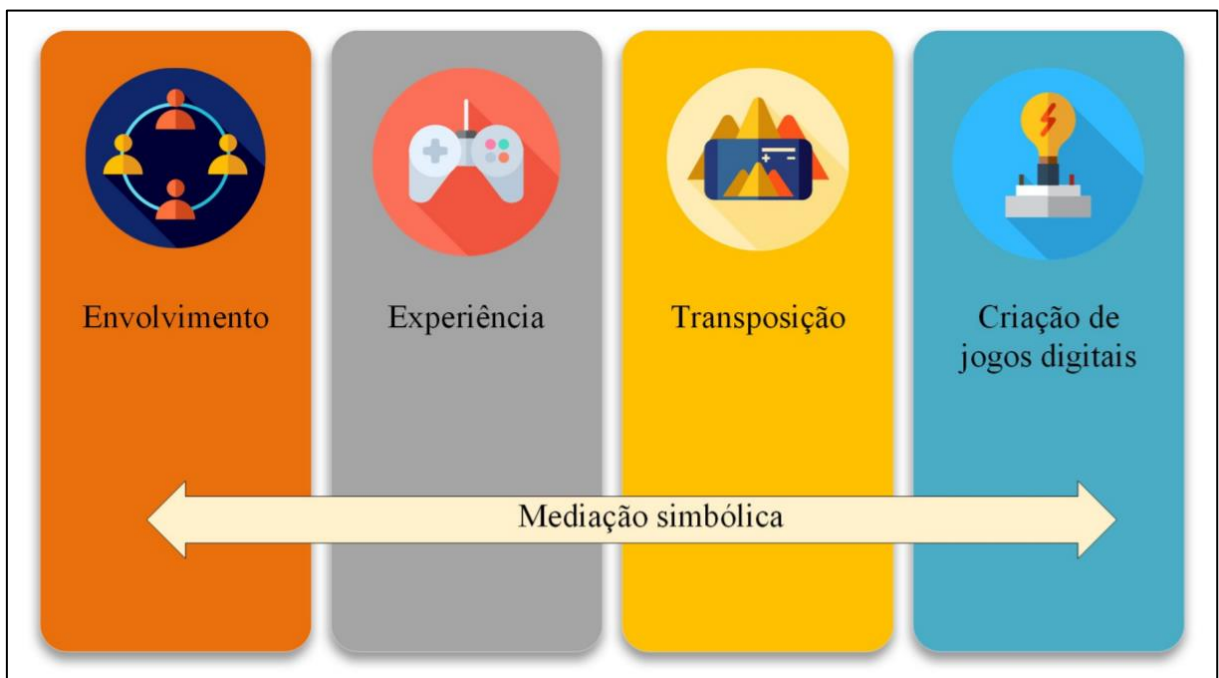 Envolvimento
Experiência
Transposição
Criação de
jogos digitais
Mediação simbólica